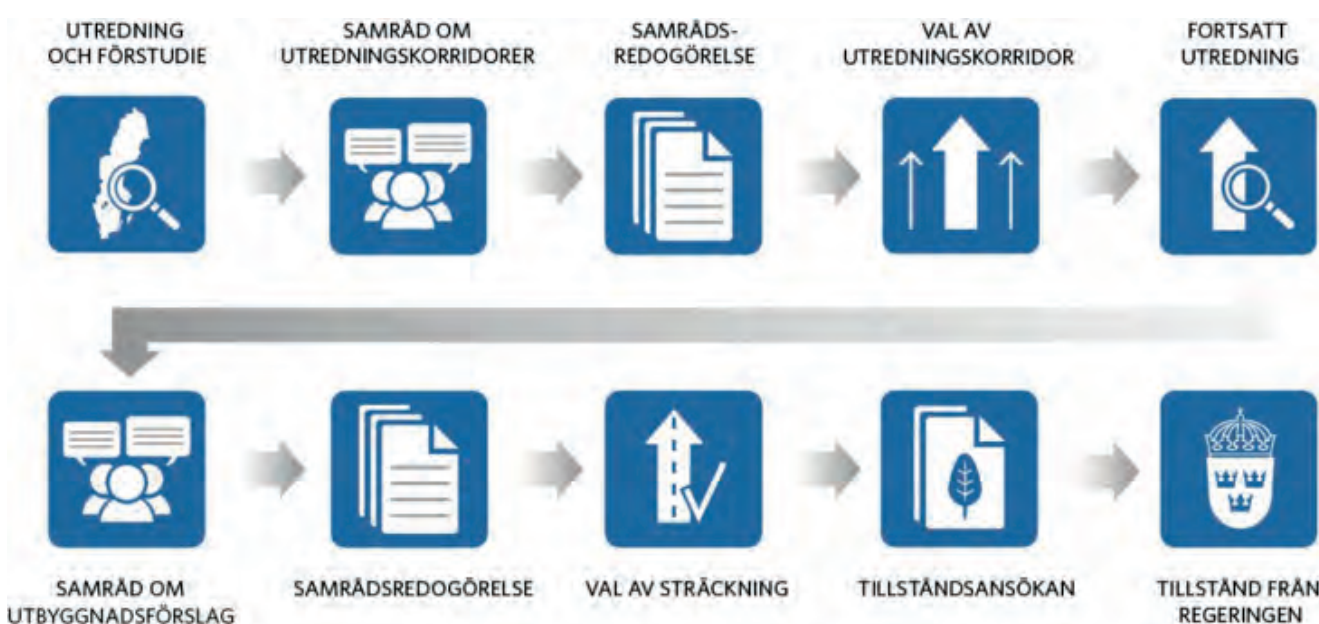 UTREDNING
OCH FÖRSTUDIE
SAMRÅD OM
UTREDNINGSKORRIDORER
SAMRÅDS-
REDOGÖRELSE
VAL AV
UTREDNINGSKORRIDOR
FORTSATT
UTREDNING
SAMRÅD OM
UTBYGGNADSFÖRSLAG
SAMRÅDSREDOGÖRELSE
VAL AV STRÄCKNING
TILLSTÅNDSANSÖKAN
TILLSTÅND FRÅN
REGERINGEN